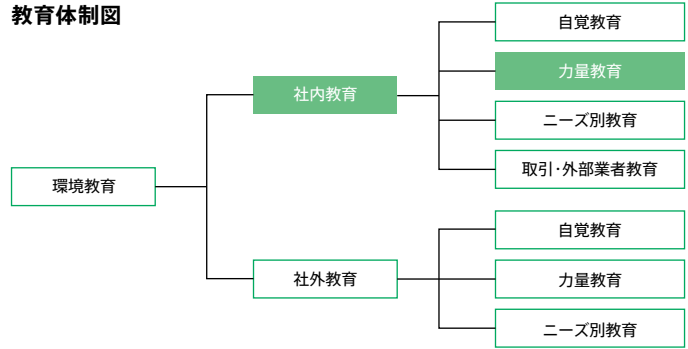 教育体制図
環境教育
社内教育
自覚教育
力量教育
ニーズ別教育
取引･外部業者教育
社外教育
自覚教育
力量教育
ニーズ別教育